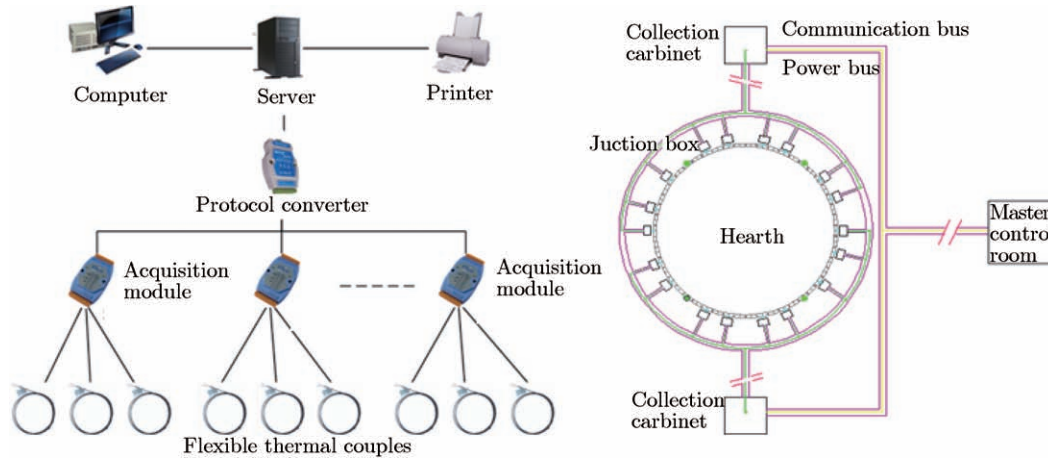 Computer
Server
Printer
Protocol converter
Acquisition
module
Acquisition
module
Flexible thermal couples
Collection
carbinet
Communication bus
Power bus
Juction box
Hearth
Master
contro
room
Collection
carbinet